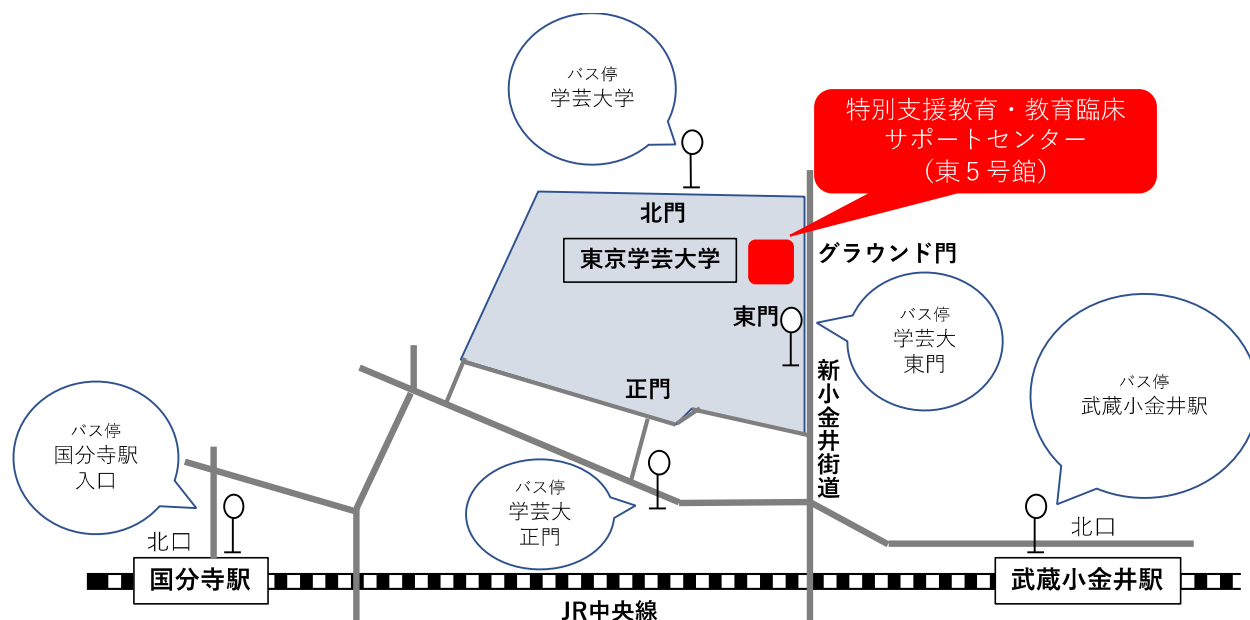 バス停
学芸大学
特別支援教育・教育臨床
サポートセンター
（東５号館）
北門
東京学芸大学
グラウンド門
東門
バス停
学芸大
東門
新小金井街道
正門
バス停
武蔵小金井駅
バス停
国分寺駅
入口
バス停
学芸大
正門
北口
北口
国分寺駅
武蔵小金井駅
JR中央線